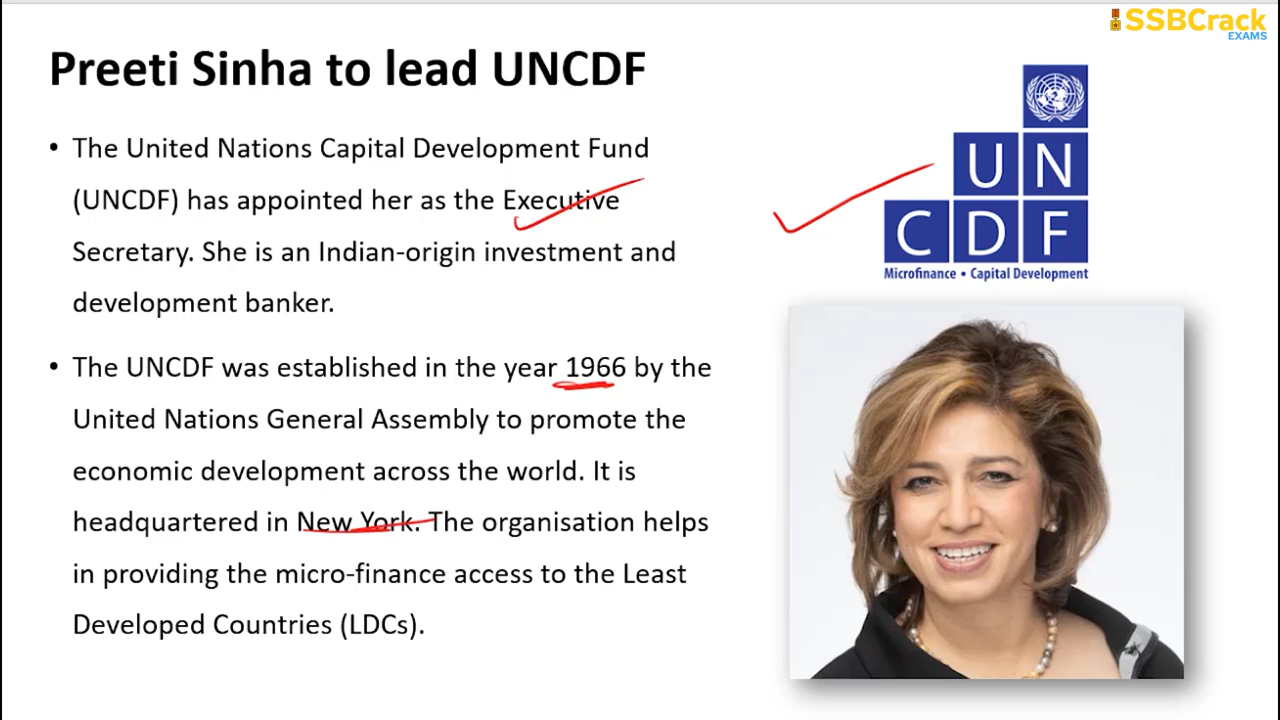 SSBCrack
EXAMS
Preeti Sinha to lead UNCDF
• The United Nations Capital Development Fund
(UNCDF) has appointed her as the Executive
Secretary. She is an Indian-origin investment and
development banker.
• The UNCDF was established in the year 1966 by the
United Nations General Assembly to promote the
economic development across the world. It is
headquartered in New York. The organisation helps
in providing the micro-finance access to the Least
Developed Countries (LDCs).
U N
C D F
Microfinance • Capital Development